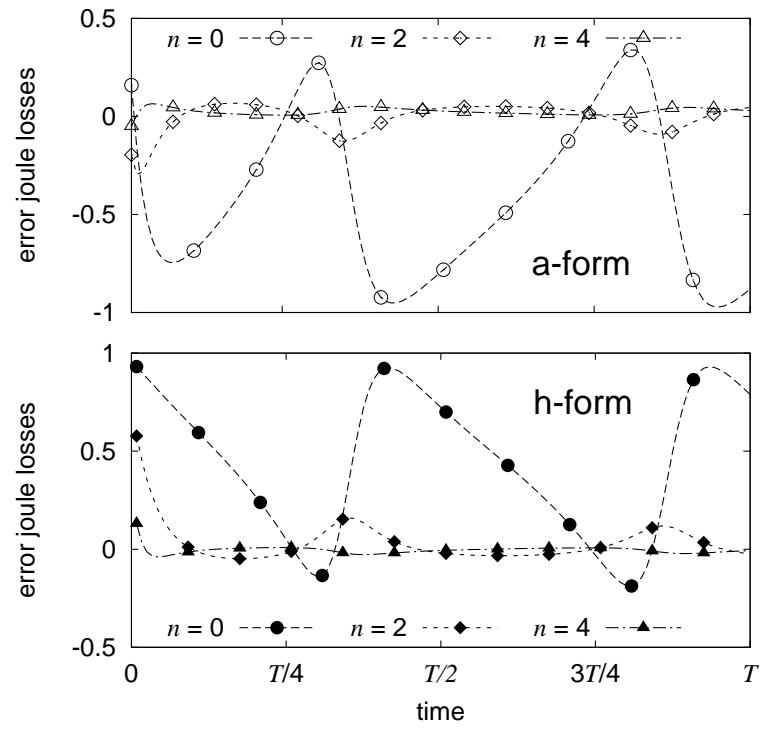 0.5
n = 0 n = 2 n = 4
0
error joule losses
-0.5
a-form
-1
1
h-form
0.5
error joule losses
0
n = 0 n = 2 n = 4
-0.5
0 T/4 T/2 3T/4 T
time